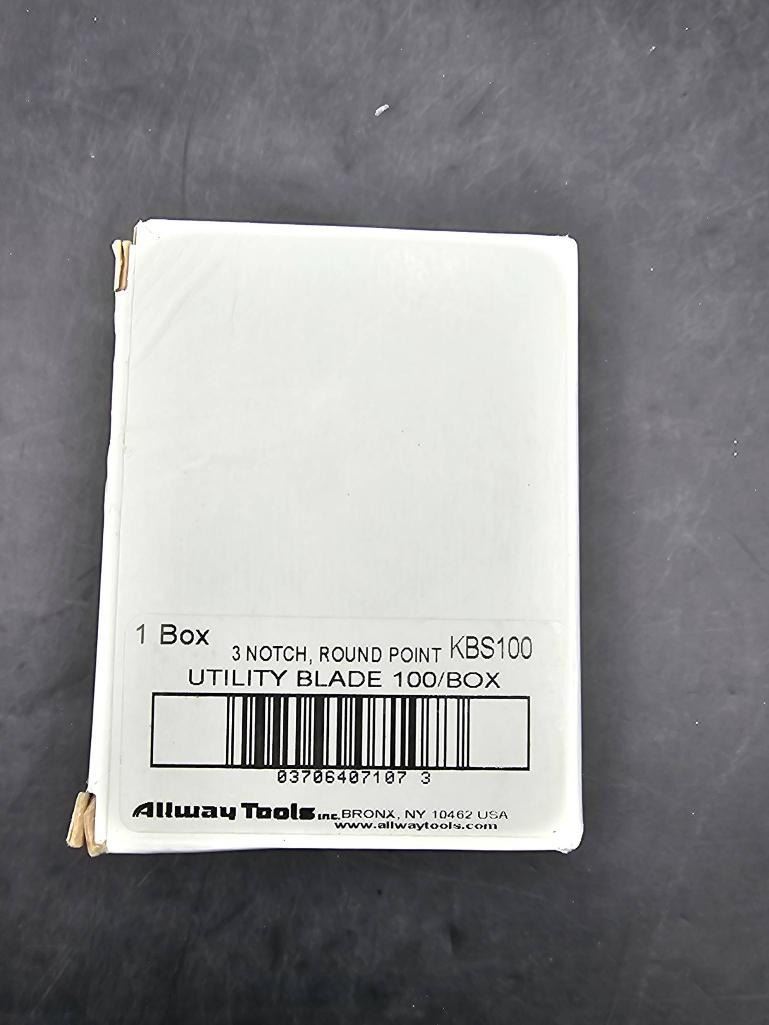 1 Box 3 NOTCH, ROUND POINT KBS100
UTILITY BLADE 100/BOX
03706407107 3
Allway Tools INC. BRONX, NY 10462 USA
www.allwaytools.com